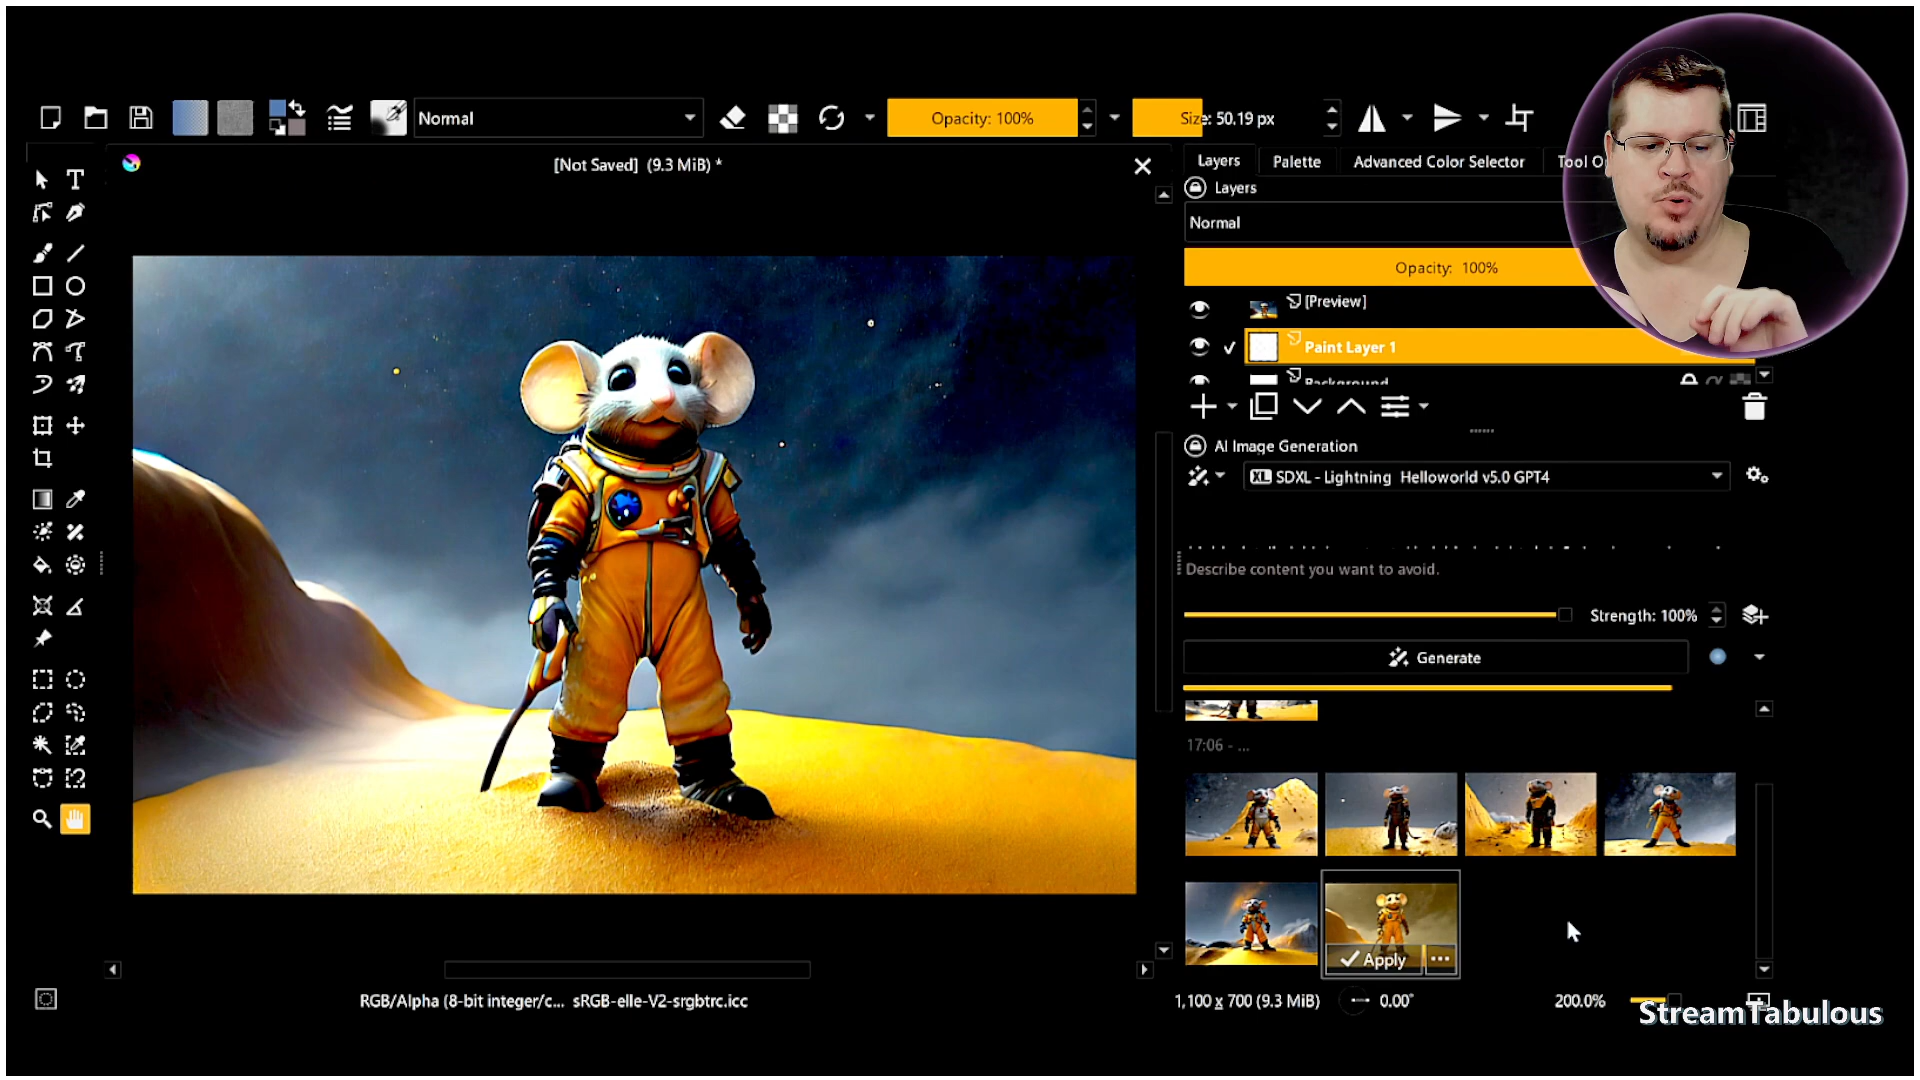 Normal
Opacity: 100%
Size: 50.19 px
[Not Saved] (9.3 MiB) *
Layers
Palette
Advanced Color Selector
Tool O
Layers
Normal
Opacity: 100%
[Preview]
Paint Layer 1
Background
AI Image Generation
XL SDXL - Lightning Helloworld v5.0 GPT4
Describe content you want to avoid.
Strength: 100%
Generate
17:06 - ...
Apply
RGB/Alpha (8-bit integer/c... sRGB-elle-V2-srgbtrc.icc
1,100 x 700 (9.3 MiB)
0.00°
200.0%
StreamTabulous